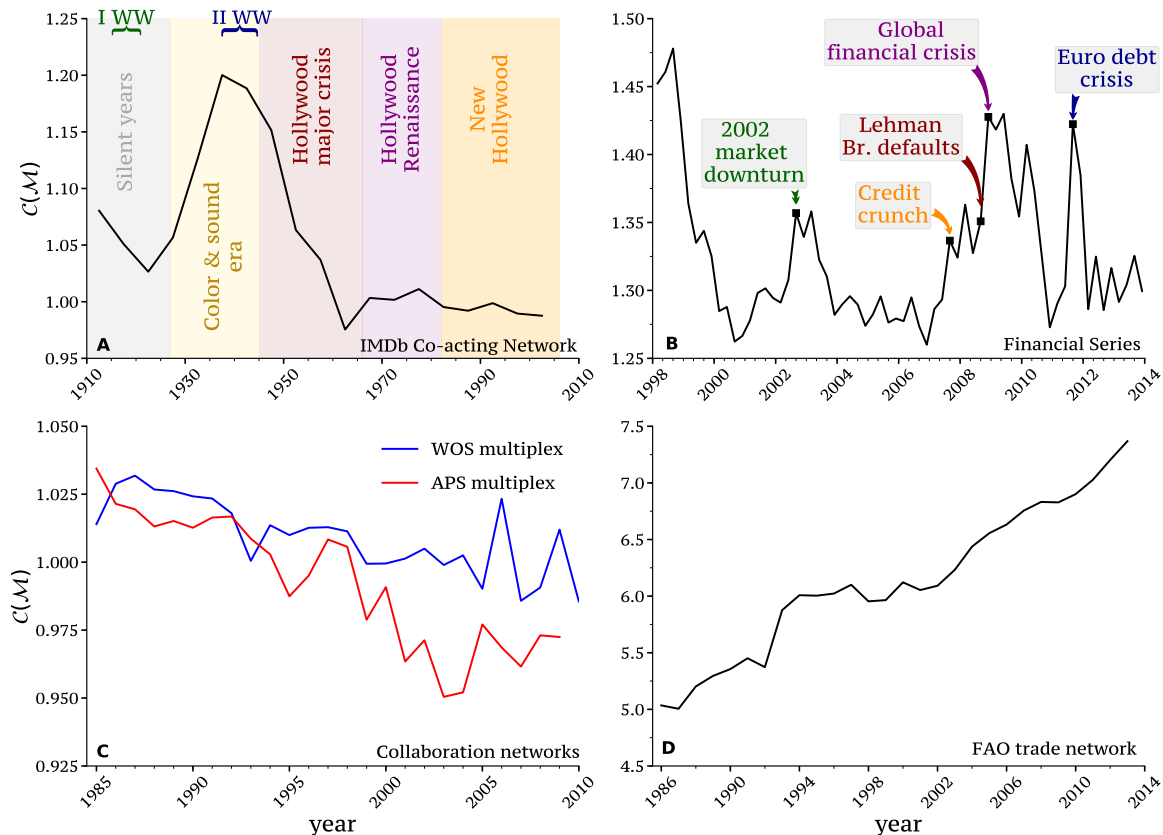 I WW
II WW
1.25
1.20
1.15
1.10
1.05
1.00
0.95
C(M)
Silent years
Color & sound
era
Hollywood
major crisis
Hollywood
Renaissance
New
Hollywood
A
IMDb Co-acting Network
1910
1930
1950
1970
1990
2010
1.50
1.45
1.40
1.35
1.30
1.25
Global
financial crisis
Euro debt
crisis
2002
market
downturn
Lehman
Br. defaults
Credit
crunch
B
Financial Series
1998
2000
2002
2004
2006
2008
2010
2012
2014
1.050
1.025
1.000
0.975
0.950
0.925
C(M)
WOS multiplex
APS multiplex
C
Collaboration networks
1985
1990
1995
2000
2005
2010
year
7.5
7.0
6.5
6.0
5.5
5.0
4.5
D
FAO trade network
1986
1990
1994
1998
2002
2006
2010
2014
year